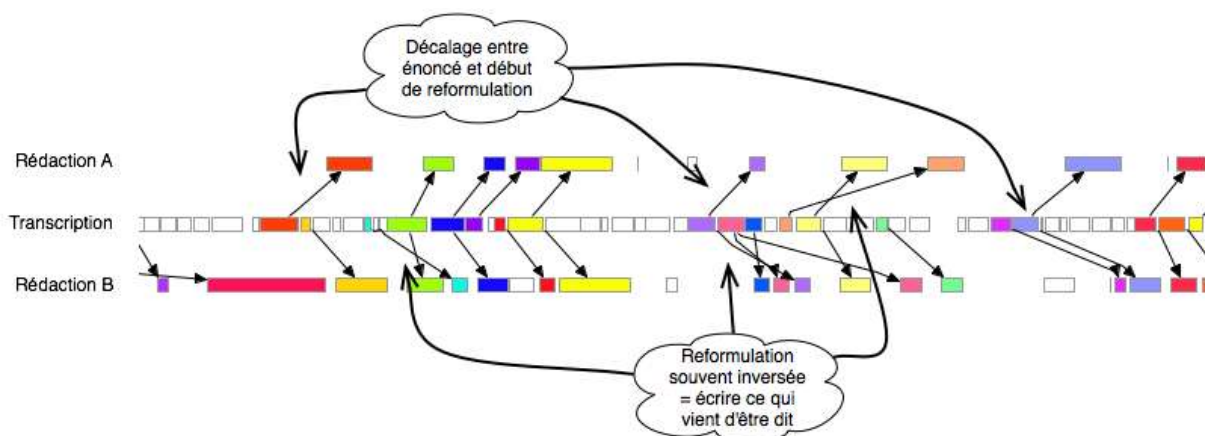 Décalage entre
énoncé et début
de reformulation
Rédaction A
Transcription
Rédaction B
Reformulation
souvent inversée
= écrire ce qui
vient d'être dit